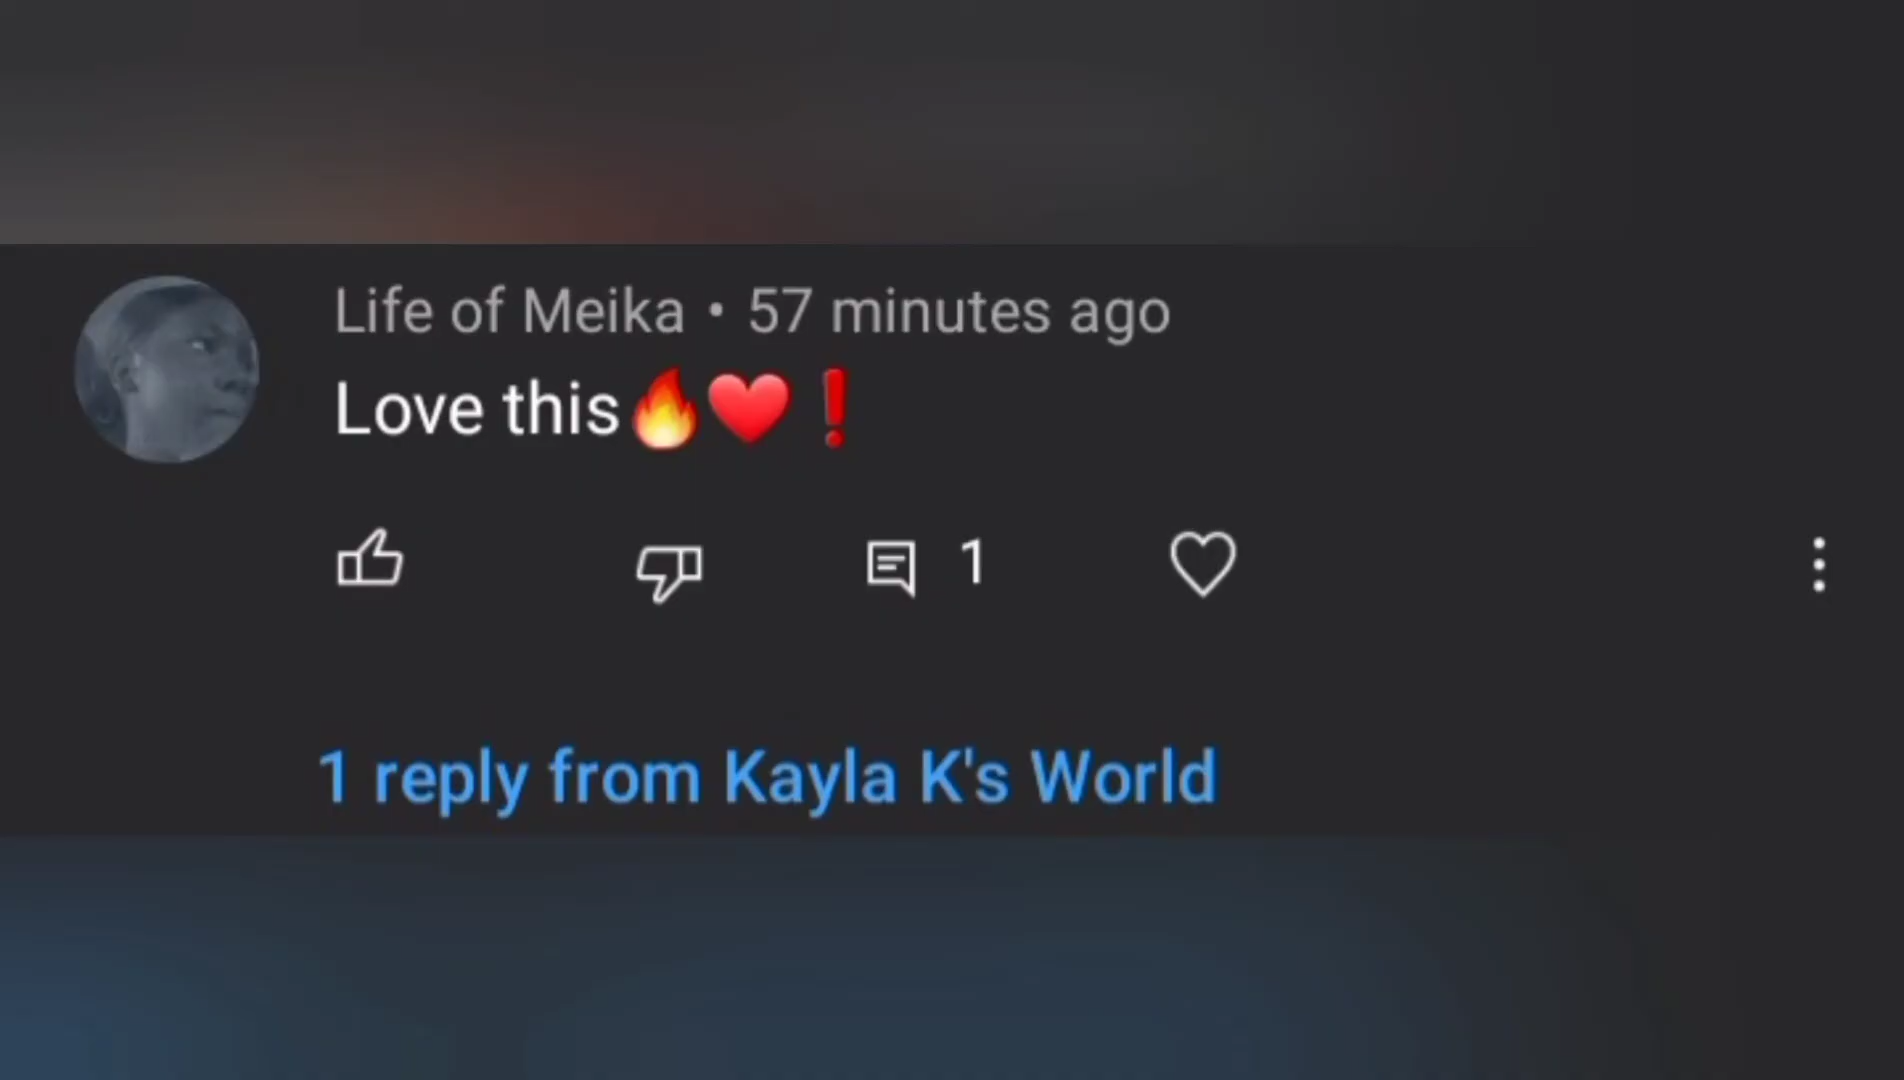 Life of Meika • 57 minutes ago
Love this🔥❤️❗
1
1 reply from Kayla K's World